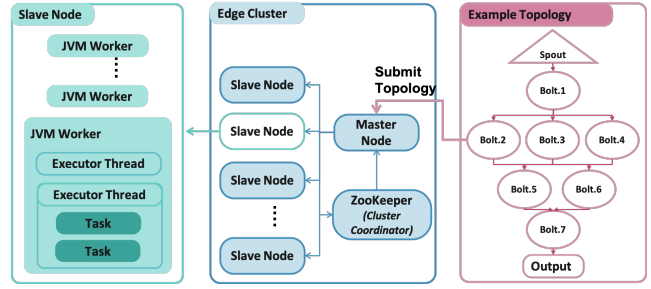 Slave Node
JVM Worker
JVM Worker
JVM Worker
Executor Thread
Executor Thread
Task
Task
Edge Cluster
Slave Node
Slave Node
Slave Node
Slave Node
Master
Node
ZooKeeper
(Cluster
Coordinator)
Submit
Topology
Example Topology
Spout
Bolt.1
Bolt.2
Bolt.3
Bolt.4
Bolt.5
Bolt.6
Bolt.7
Output